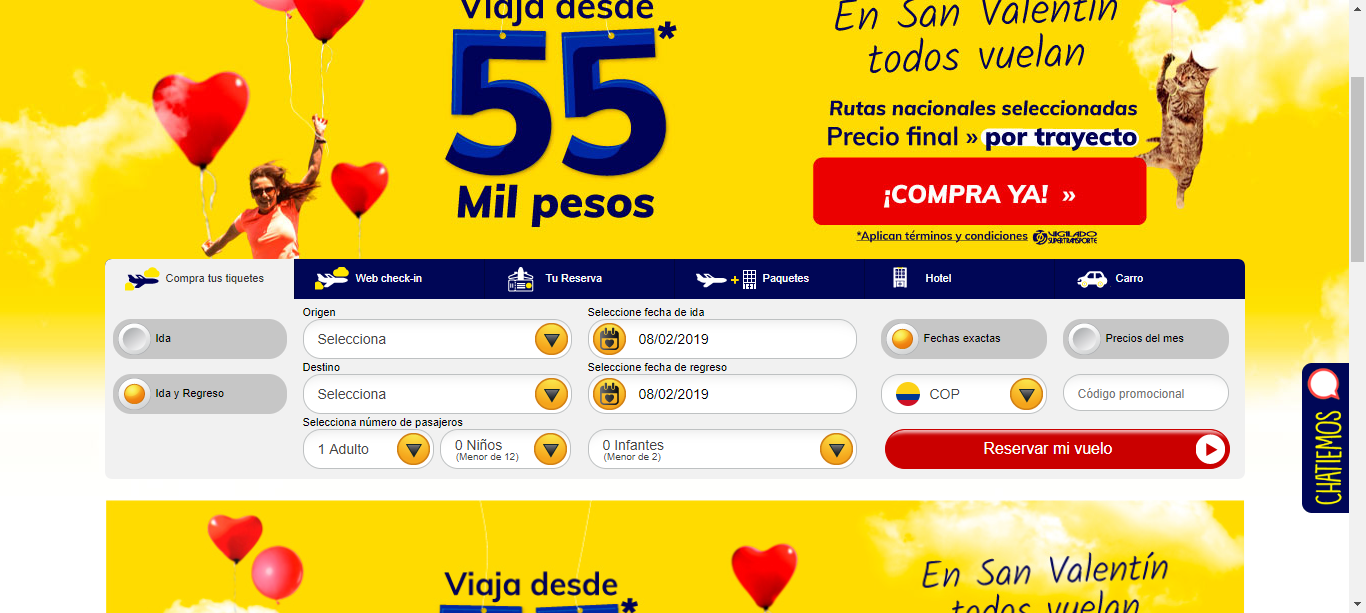 Viaja desde
55*
Mil pesos
En San Valentín
todos vuelan
Rutas nacionales seleccionadas
Precio final » por trayecto
¡COMPRA YA! »
*Aplican términos y condiciones
VIGILADO
SUPERTRANSPORTE
Compra tus tiquetes
Web check-in
Tu Reserva
Paquetes
Hotel
Carro
Ida
Ida y Regreso
Origen
Selecciona
Destino
Selecciona
Selecciona número de pasajeros
1 Adulto
0 Niños
(Menor de 12)
Seleccione fecha de ida
08/02/2019
Seleccione fecha de regreso
08/02/2019
0 Infantes
(Menor de 2)
Fechas exactas
Precios del mes
COP
Código promocional
Reservar mi vuelo
CHATIEMOS
Viaja desde
55*
En San Valentín
todos vuelan